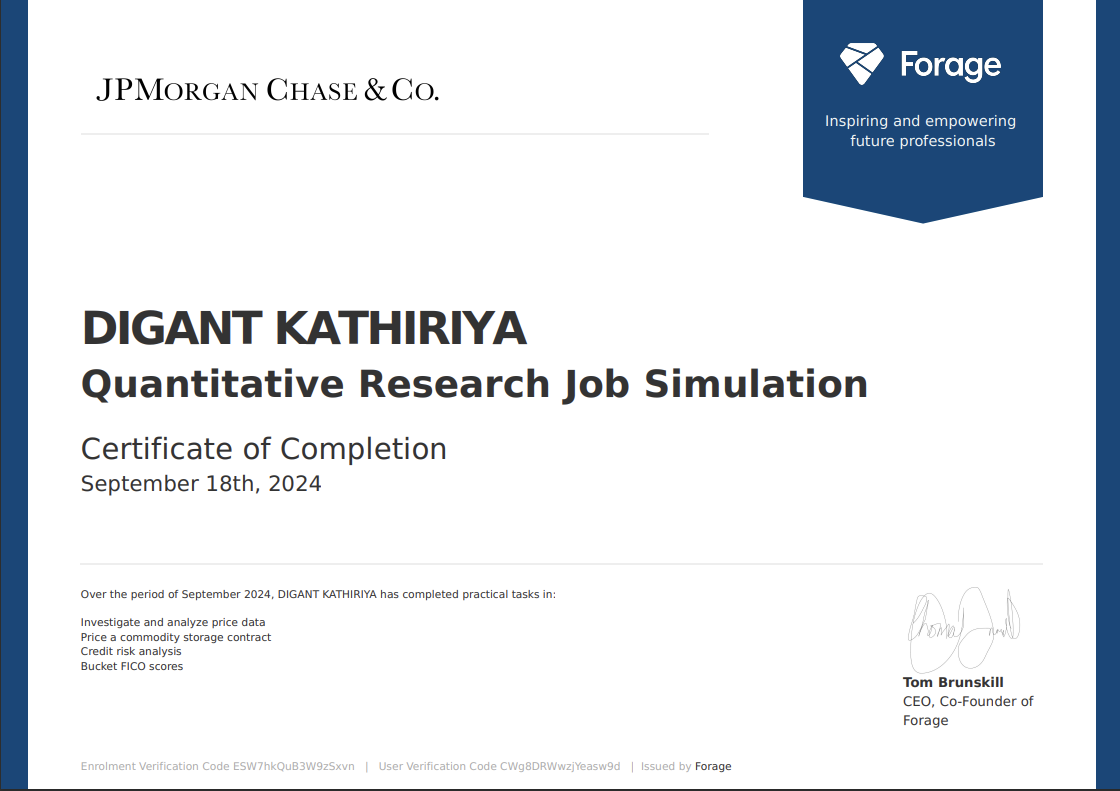 JPMORGAN CHASE & CO.
Forage
Inspiring and empowering
future professionals
DIGANT KATHIRIYA
Quantitative Research Job Simulation
Certificate of Completion
September 18th, 2024
Over the period of September 2024, DIGANT KATHIRIYA has completed practical tasks in:
Investigate and analyze price data
Price a commodity storage contract
Credit risk analysis
Bucket FICO scores
Tom Brunskill
CEO, Co-Founder of
Forage
Enrolment Verification Code ESW7hkQuB3W9zSxvn | User Verification Code CWg8DRWwzjYeasw9d | Issued by Forage